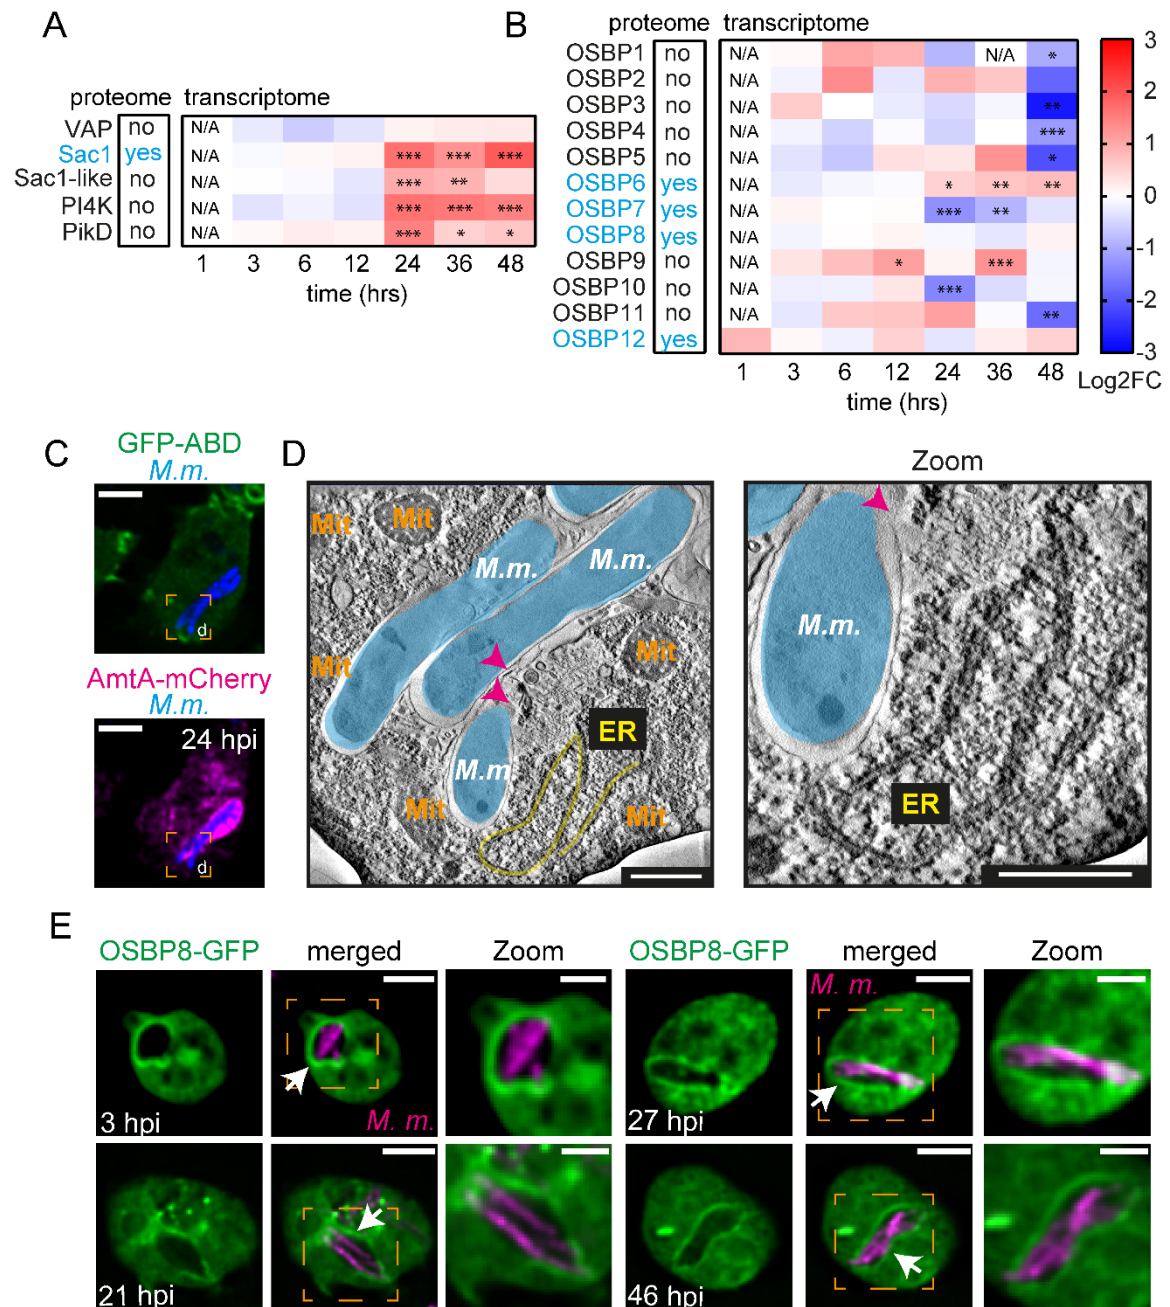 A
proteome transcriptome
VAP no N/A
Sac1 yes N/A *** *** ***
Sac1-like no N/A *** **
PI4K no N/A *** *** ***
PikD no N/A *** * *
1 3 6 12 24 36 48
time (hrs)
B
proteome transcriptome
OSBP1 no N/A N/A *
OSBP2 no N/A
OSBP3 no N/A **
OSBP4 no N/A ***
OSBP5 no N/A *
OSBP6 yes N/A * ** **
OSBP7 yes N/A *** **
OSBP8 yes N/A
OSBP9 no N/A * ***
OSBP10 no N/A ***
OSBP11 no N/A **
OSBP12 yes
1 3 6 12 24 36 48
time (hrs)
3
2
1
0
-1
-2
-3
Log2FC
C
GFP-ABD
M.m.
d
AmtA-mCherry
M.m.
24 hpi
d
D
Mit Mit
M.m. M.m.
Mit Mit
ER
M.m.
Mit Mit
Zoom
M.m.
ER
E
OSBP8-GFP merged Zoom OSBP8-GFP merged Zoom
3 hpi
M. m.
27 hpi
M. m.
21 hpi
46 hpi